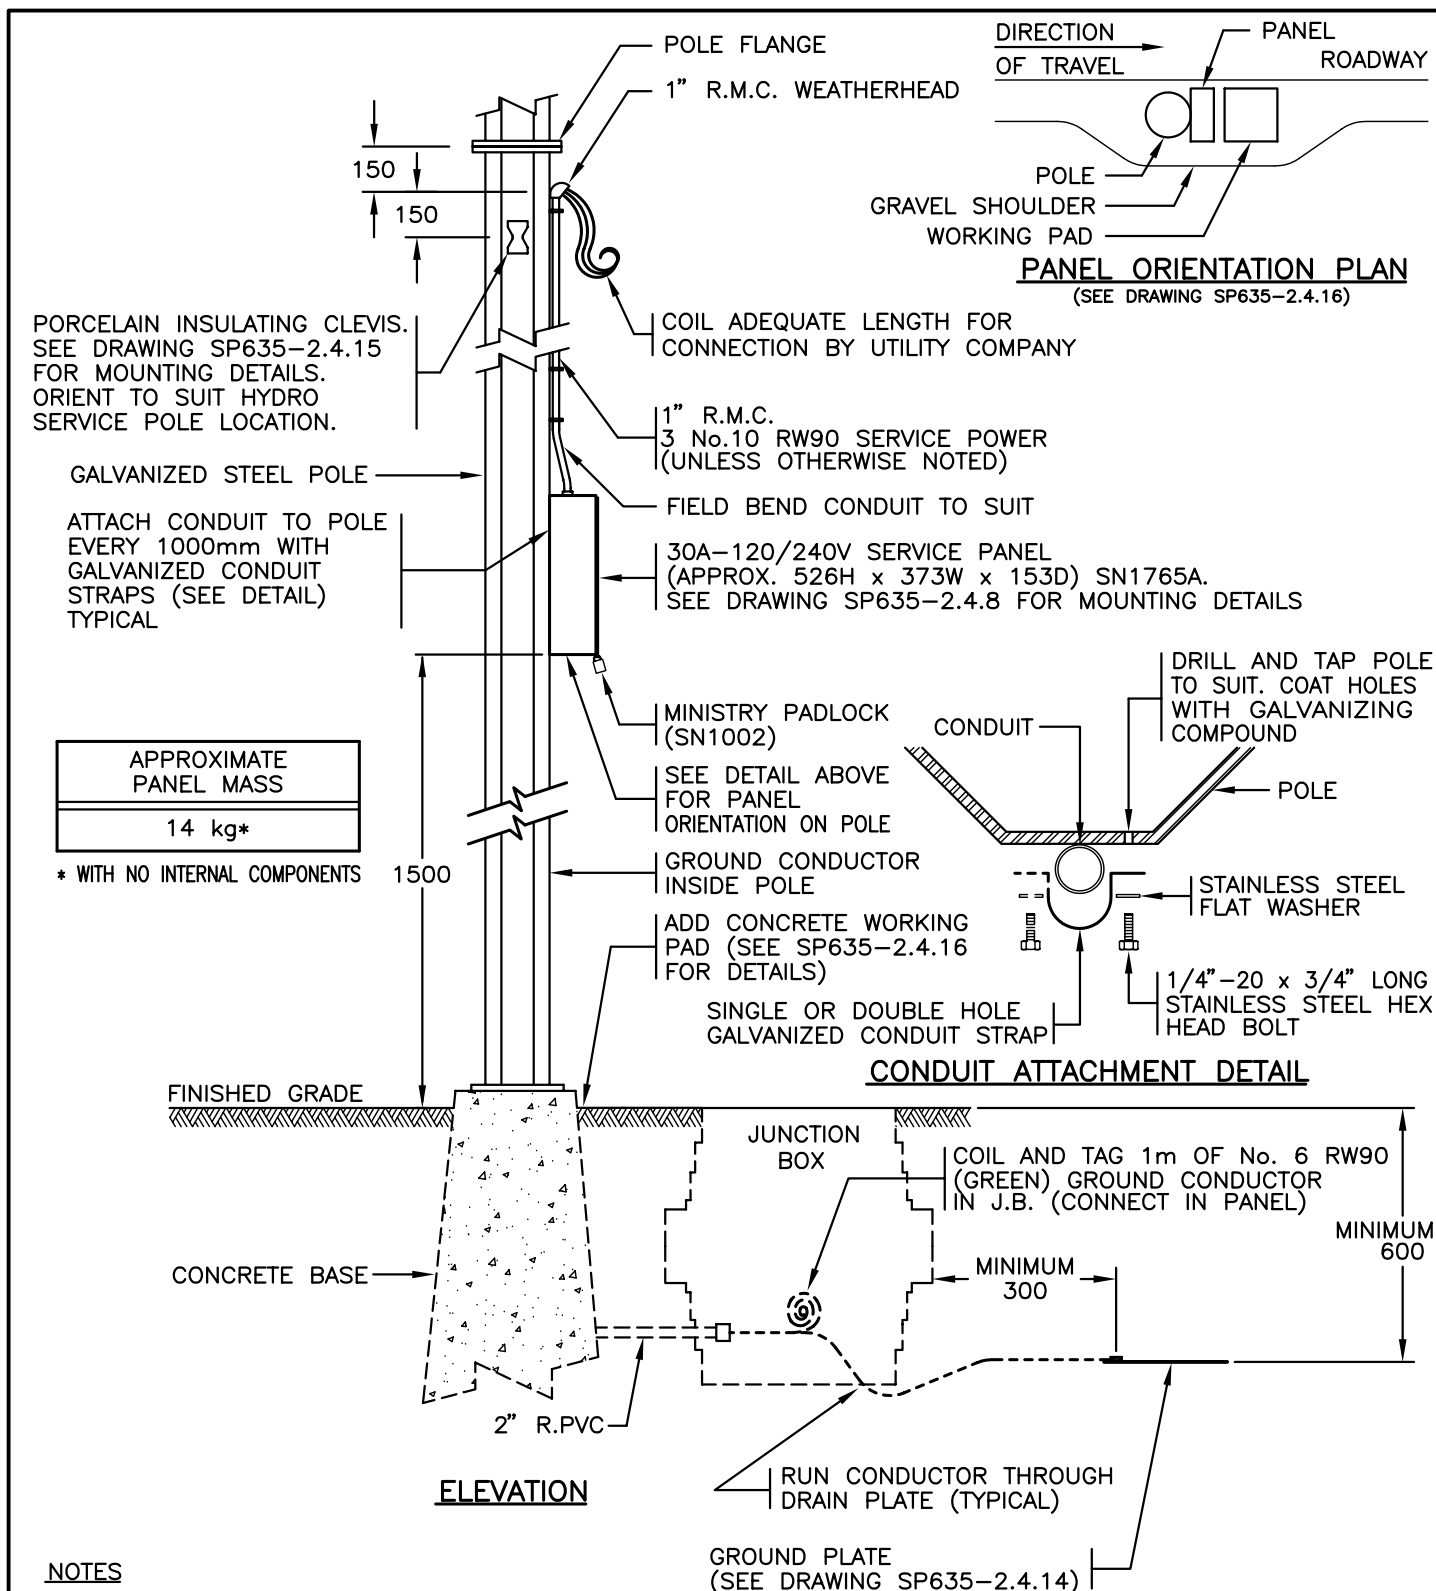 POLE FLANGE
1" R.M.C. WEATHERHEAD
DIRECTION
OF TRAVEL
PANEL
ROADWAY
POLE
GRAVEL SHOULDER
WORKING PAD
PANEL ORIENTATION PLAN
(SEE DRAWING SP635-2.4.16)
150
150
PORCELAIN INSULATING CLEVIS.
SEE DRAWING SP635-2.4.15
FOR MOUNTING DETAILS.
ORIENT TO SUIT HYDRO
SERVICE POLE LOCATION.
COIL ADEQUATE LENGTH FOR
CONNECTION BY UTILITY COMPANY
1" R.M.C.
3 No.10 RW90 SERVICE POWER
(UNLESS OTHERWISE NOTED)
GALVANIZED STEEL POLE
FIELD BEND CONDUIT TO SUIT
ATTACH CONDUIT TO POLE
EVERY 1000mm WITH
GALVANIZED CONDUIT
STRAPS (SEE DETAIL)
TYPICAL
30A-120/240V SERVICE PANEL
(APPROX. 526H x 373W x 153D) SN1765A.
SEE DRAWING SP635-2.4.8 FOR MOUNTING DETAILS
MINISTRY PADLOCK
(SN1002)
SEE DETAIL ABOVE
FOR PANEL
ORIENTATION ON POLE
APPROXIMATE
PANEL MASS
14 kg*
* WITH NO INTERNAL COMPONENTS
1500
GROUND CONDUCTOR
INSIDE POLE
ADD CONCRETE WORKING
PAD (SEE SP635-2.4.16
FOR DETAILS)
DRILL AND TAP POLE
TO SUIT. COAT HOLES
WITH GALVANIZING
COMPOUND
CONDUIT
POLE
STAINLESS STEEL
FLAT WASHER
1/4"-20 x 3/4" LONG
STAINLESS STEEL HEX
HEAD BOLT
SINGLE OR DOUBLE HOLE
GALVANIZED CONDUIT STRAP
CONDUIT ATTACHMENT DETAIL
FINISHED GRADE
JUNCTION
BOX
COIL AND TAG 1m OF No. 6 RW90
(GREEN) GROUND CONDUCTOR
IN J.B. (CONNECT IN PANEL)
MINIMUM
600
CONCRETE BASE
MINIMUM
300
2" R.PVC
ELEVATION
RUN CONDUCTOR THROUGH
DRAIN PLATE (TYPICAL)
GROUND PLATE
(SEE DRAWING SP635-2.4.14)
NOTES